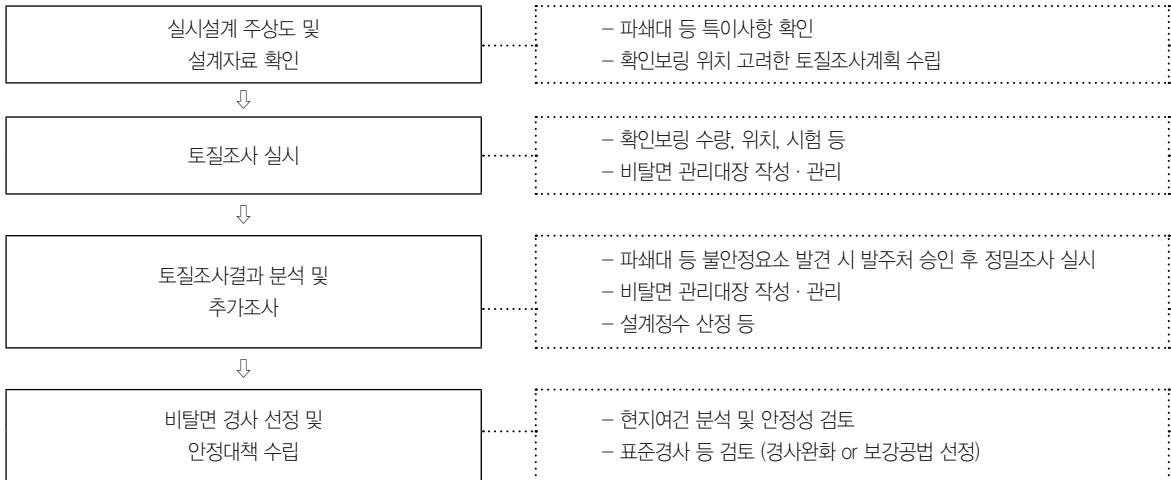 실시설계 주상도 및
설계자료 확인
– 파쇄대 등 특이사항 확인
– 확인보링 위치 고려한 토질조사계획 수립
⇩
토질조사 실시
– 확인보링 수량, 위치, 시험 등
– 비탈면 관리대장 작성 · 관리
⇩
토질조사결과 분석 및
추가조사
– 파쇄대 등 불안정요소 발견 시 발주처 승인 후 정밀조사 실시
– 비탈면 관리대장 작성 · 관리
– 설계정수 산정 등
⇩
비탈면 경사 선정 및
안정대책 수립
– 현지여건 분석 및 안정성 검토
– 표준경사 등 검토 (경사완화 or 보강공법 선정)